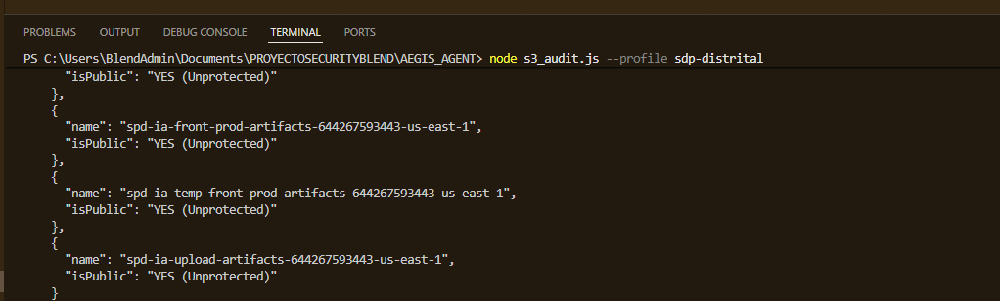 PROBLEMS OUTPUT DEBUG CONSOLE TERMINAL PORTS
PS C:\Users\BlendAdmin\Documents\PROYECTOSECURITYBLEND\AEGIS_AGENT> node s3_audit.js --profile sdp-distrital
"isPublic": "YES (Unprotected)"
},
{
"name": "spd-ia-front-prod-artifacts-644267593443-us-east-1",
"isPublic": "YES (Unprotected)"
},
{
"name": "spd-ia-temp-front-prod-artifacts-644267593443-us-east-1",
"isPublic": "YES (Unprotected)"
},
{
"name": "spd-ia-upload-artifacts-644267593443-us-east-1",
"isPublic": "YES (Unprotected)"
}